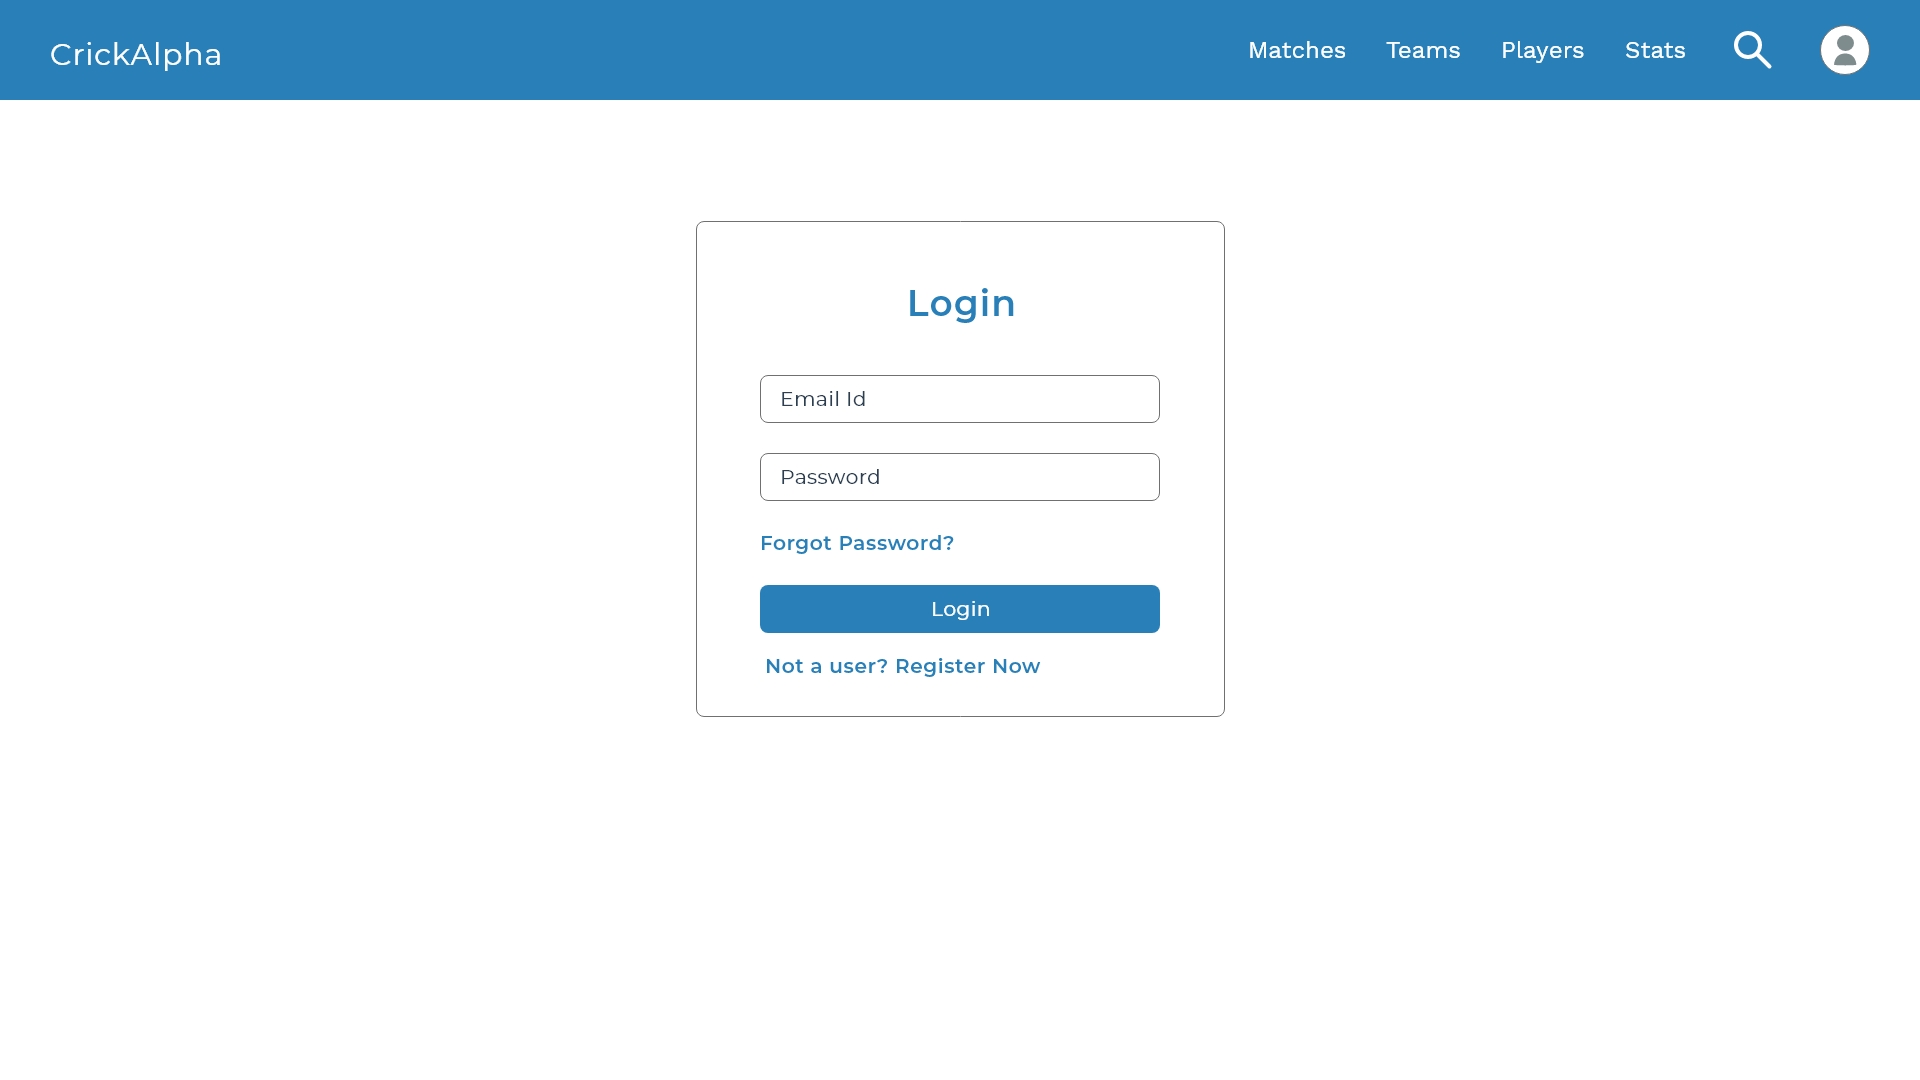 CrickAlpha
Matches Teams Players Stats
Login
Email Id
Password
Forgot Password?
Login
Not a user? Register Now